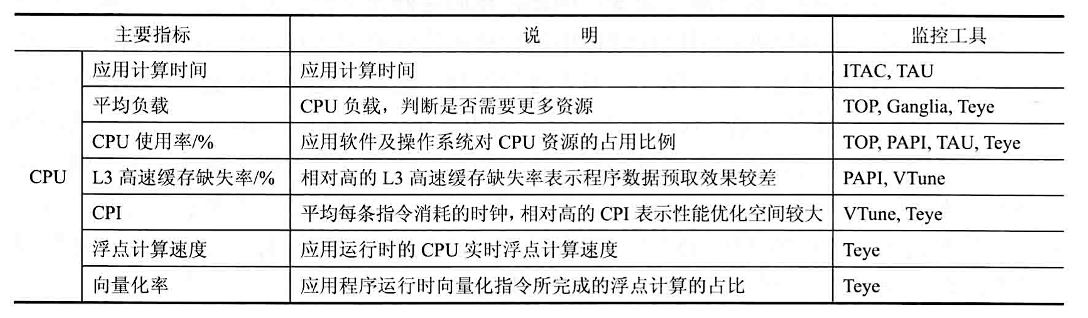 主要指标 说 明 监控工具
应用计算时间 应用计算时间 ITAC, TAU
平均负载 CPU 负载，判断是否需要更多资源 TOP, Ganglia, Teye
CPU 使用率/% 应用软件及操作系统对 CPU 资源的占用比例 TOP, PAPI, TAU, Teye
CPU L3 高速缓存缺失率/% 相对高的 L3 高速缓存缺失率表示程序数据预取效果较差 PAPI, VTune
CPI 平均每条指令消耗的时钟，相对高的 CPI 表示性能优化空间较大 VTune, Teye
浮点计算速度 应用运行时的 CPU 实时浮点计算速度 Teye
向量化率 应用程序运行时向量化指令所完成的浮点计算的占比 Teye